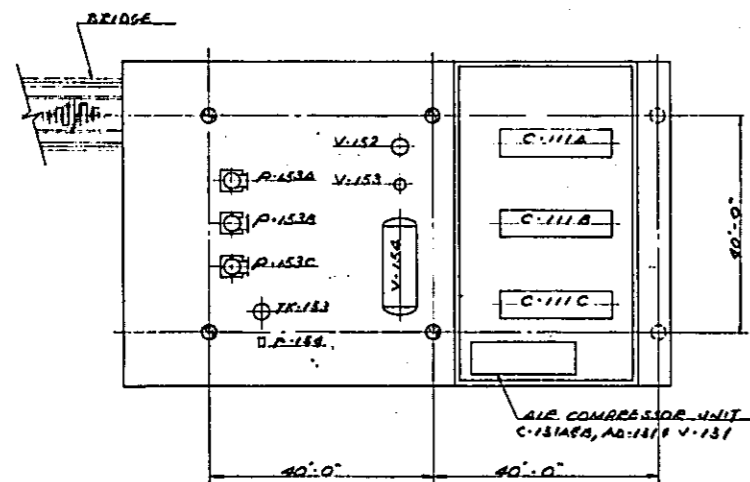 BRIDGE
V-152
C-111A
P-153A
V-153
P-153B
C-111B
V-154
40'-0"
P-153C
TK-153
C-111C
P-154
AIR COMPRESSOR UNIT
C-131A&B, AD-131 & V-131
40'-0"
40'-0"